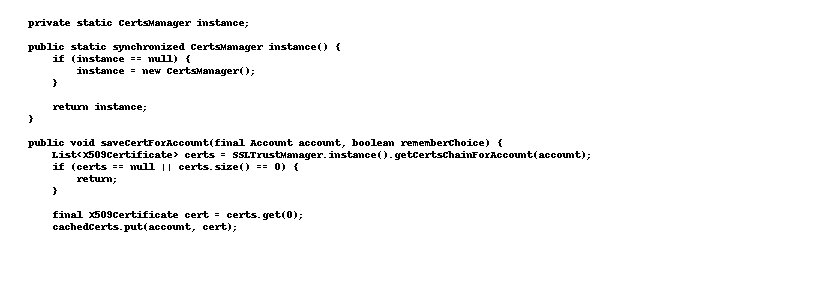 private static CertsManager instance;
public static synchronized CertsManager instance() {
if (instance == null) {
instance = new CertsManager();
}
return instance;
}
public void saveCertForAccount(final Account account, boolean rememberChoice) {
List<X509Certificate> certs = SSLTrustManager.instance().getCertsChainForAccount(account);
if (certs == null || certs.size() == 0) {
return;
}
final X509Certificate cert = certs.get(0);
cachedCerts.put(account, cert);